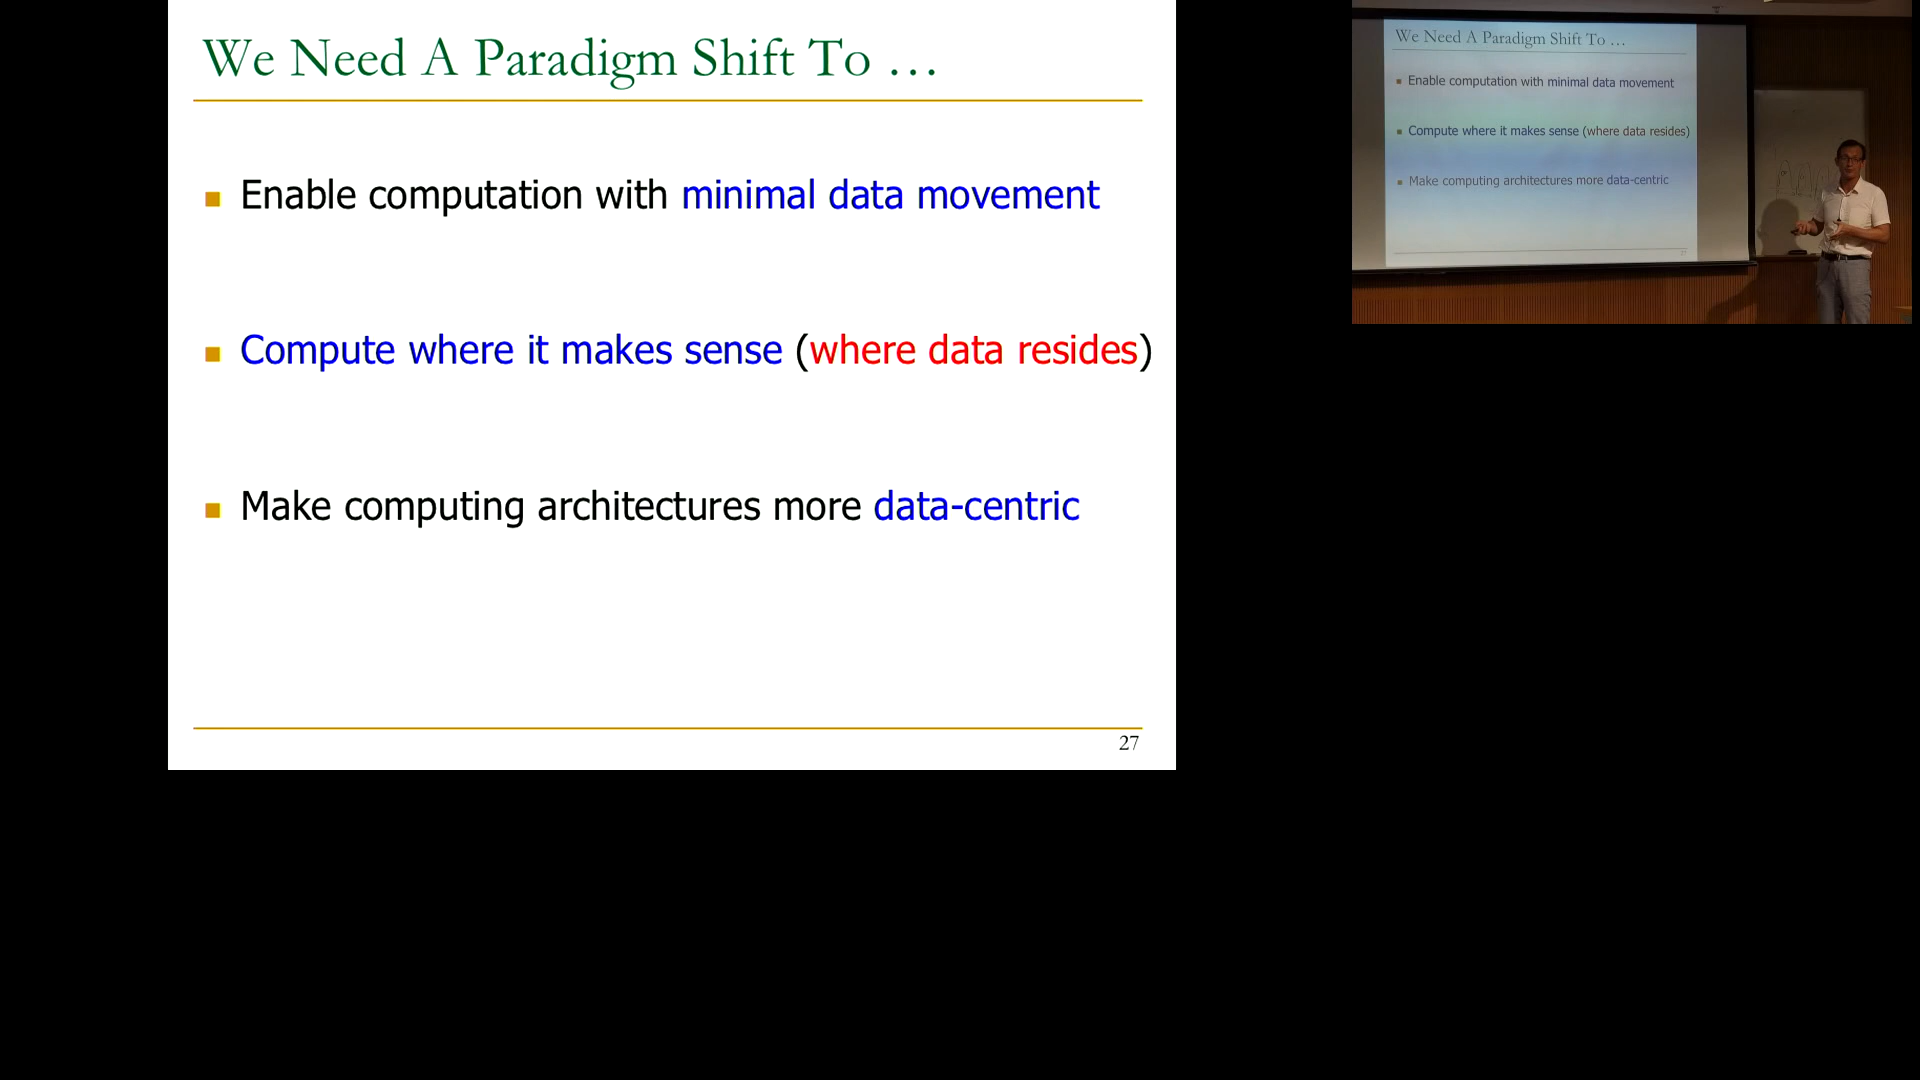 We Need A Paradigm Shift To …
Enable computation with minimal data movement
Compute where it makes sense (where data resides)
Make computing architectures more data-centric
27
We Need A Paradigm Shift To …
Enable computation with minimal data movement
Compute where it makes sense (where data resides)
Make computing architectures more data-centric